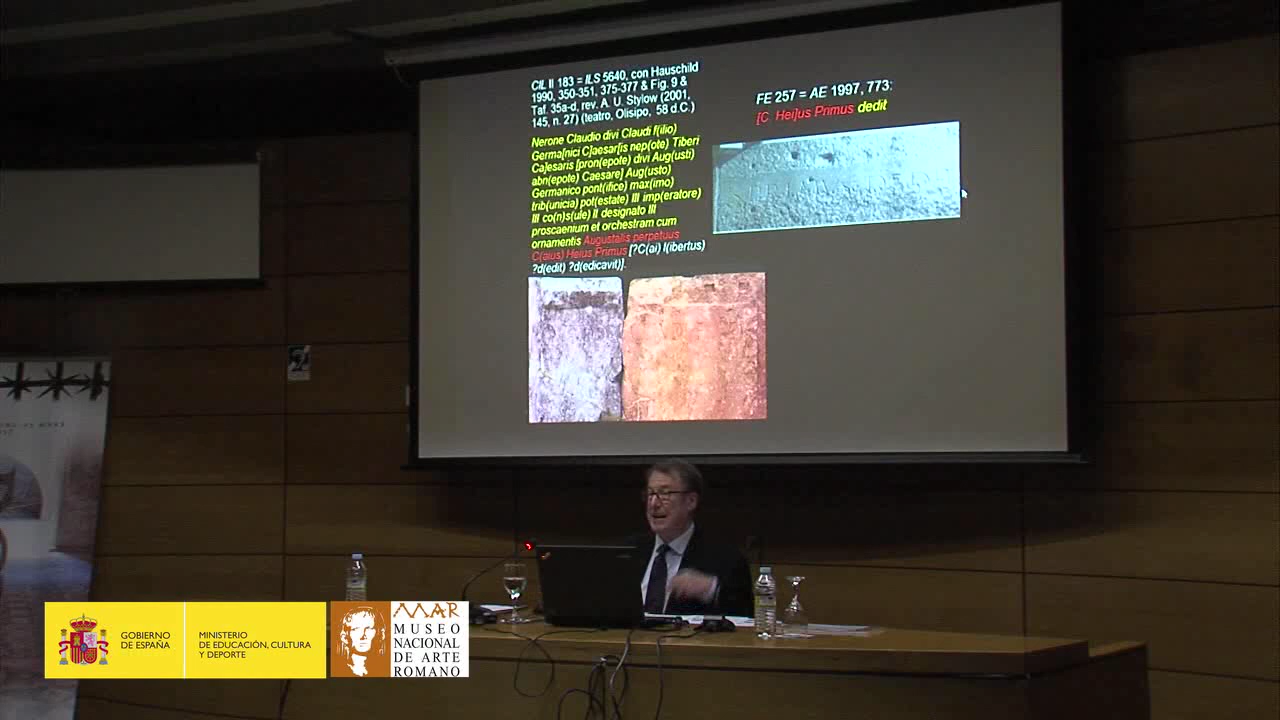 CIL II 183 = ILS 5640, con Hauschild
1990, 350-351, 375-377 & Fig. 9 &
Taf. 35a-d, rev. A. U. Stylow (2001,
145, n. 27) (teatro, Olisipo, 58 d.C.)
Nerone Claudio divi Claudi f(ilio)
Germa[nici C]aesar[is nep(ote) Tiberi
Ca]esaris [pron(epote) divi Aug(usti)
abn(epote) Caesare] Aug(usto)
Germanico pont(ifice) max(imo)
trib(unicia) pot(estate) III imp(eratore)
III co(n)s(ule) II designato III
proscaenium et orchestram cum
ornamentis Augustalis perpetuus
C(aius) Heius Primus [?C(ai) l(ibertus)
?d(edit) ?d(edicavit)].
FE 257 = AE 1997, 773:
[C. Hei]us Primus dedit
GOBIERNO
DE ESPAÑA
MINISTERIO
DE EDUCACIÓN, CULTURA
Y DEPORTE
MAR
MUSEO
NACIONAL
DE ARTE
ROMANO